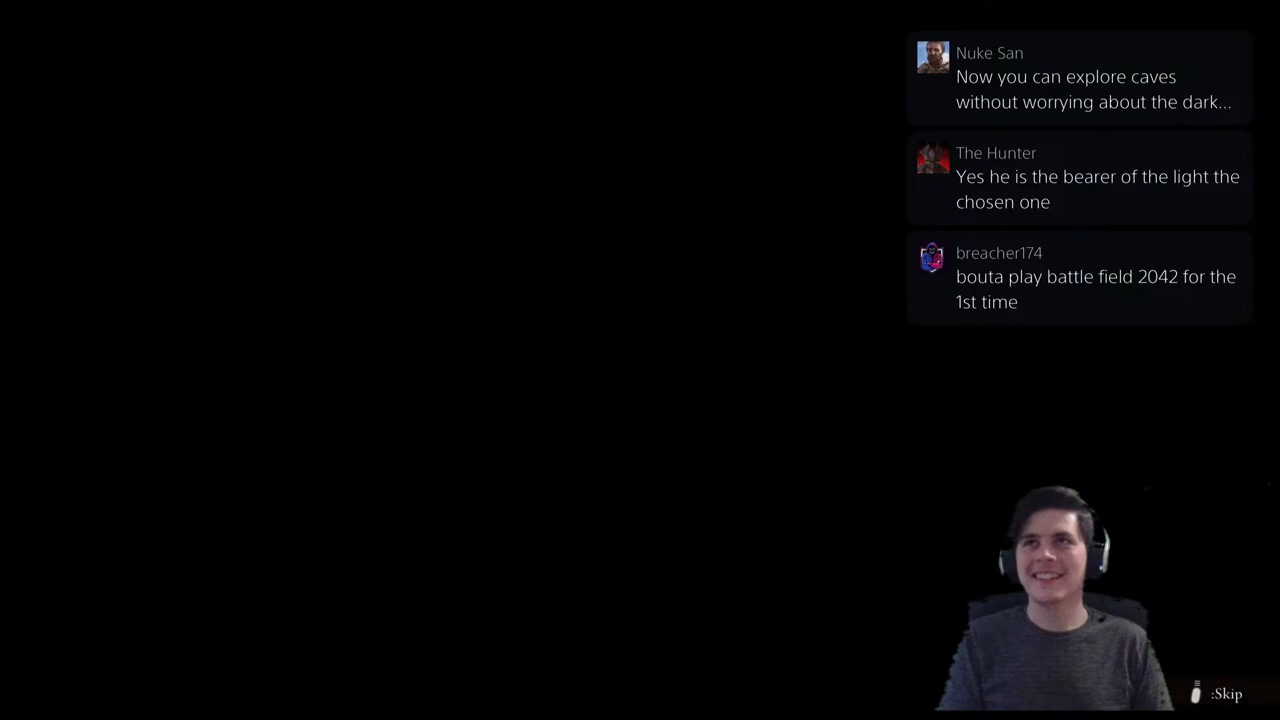 Nuke San
Now you can explore caves
without worrying about the dark...
The Hunter
Yes he is the bearer of the light the
chosen one
breacher174
bouta play battle field 2042 for the
1st time
:Skip